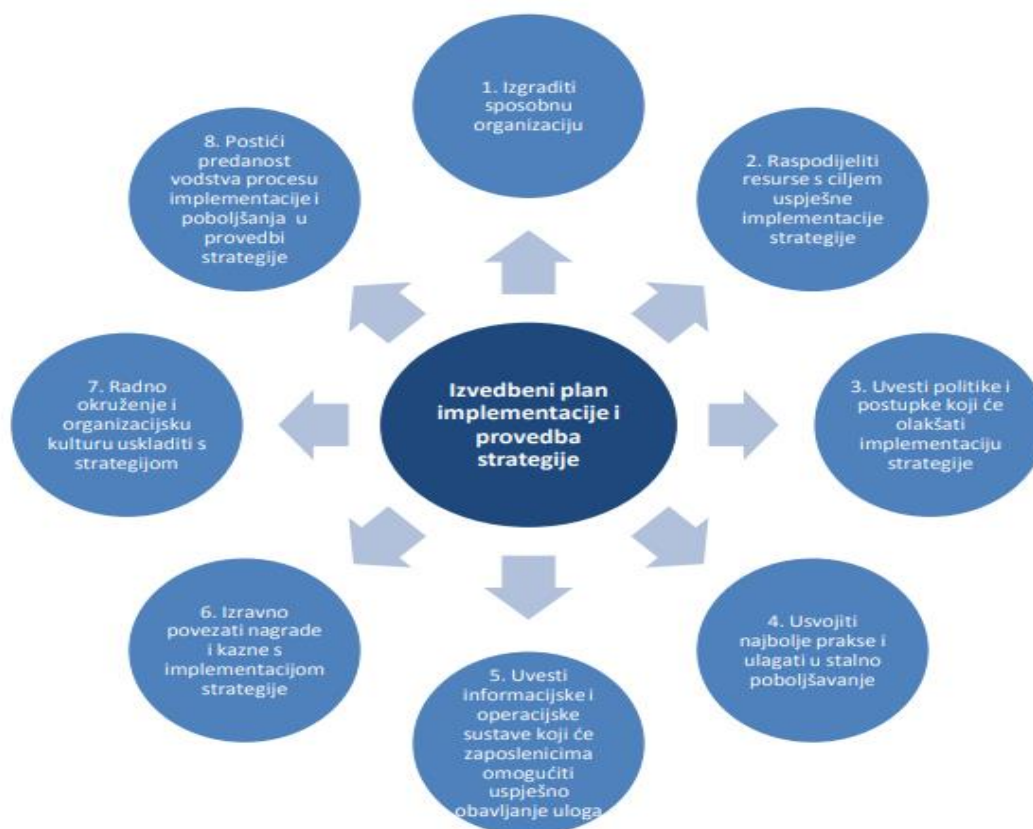 1. Izgraditi
sposobnu
organizaciju
2. Raspodijeliti
resurse s ciljem
uspješne
implementacije
strategije
3. Uvesti politike i
postupke koji će
olakšati
implementaciju
strategije
4. Usvojiti
najbolje prakse i
ulagati u stalno
poboljšavanje
5. Uvesti
informacijske i
operacijske
sustave koji će
zaposlenicima
omogućiti
uspješno
obavljanje uloga
6. Izravno
povezati nagrade
i kazne s
implementacijom
strategije
7. Radno
okruženje i
organizacijsku
kulturu uskladiti s
strategijom
8. Postići
predanost
vodstva procesu
implementacije i
poboljšanja u
provedbi
strategije
Izvedbeni plan
implementacije i
provedba
strategije